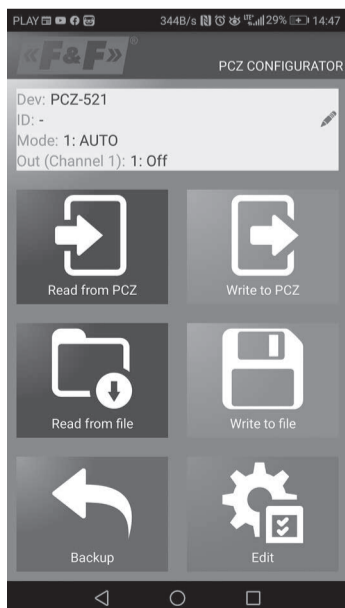 PLAY 344B/s 29% 14:47
«F&F»®
PCZ CONFIGURATOR
Dev: PCZ-521
ID: -
Mode: 1: AUTO
Out (Channel 1): 1: Off
Read from PCZ Write to PCZ
Read from file Write to file
Backup Edit